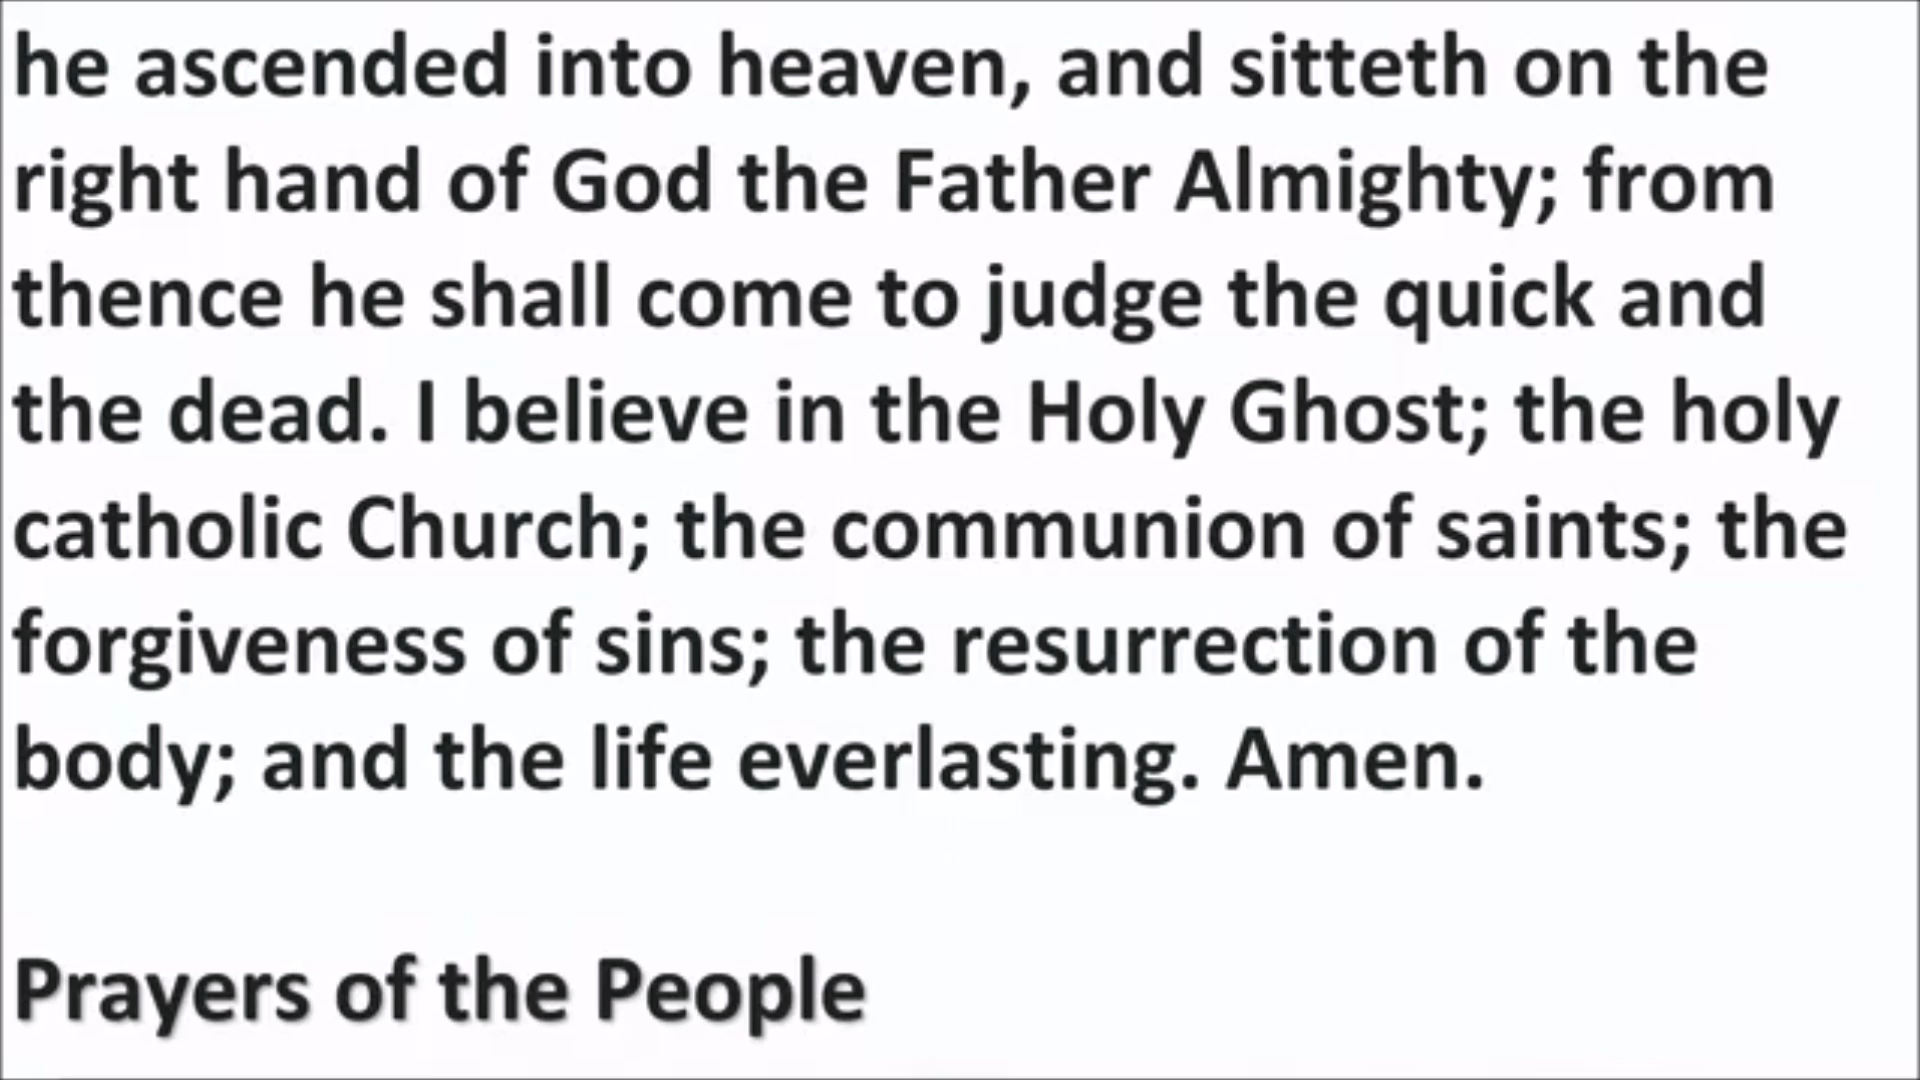 he ascended into heaven, and sitteth on the
right hand of God the Father Almighty; from
thence he shall come to judge the quick and
the dead. I believe in the Holy Ghost; the holy
catholic Church; the communion of saints; the
forgiveness of sins; the resurrection of the
body; and the life everlasting. Amen.
Prayers of the People